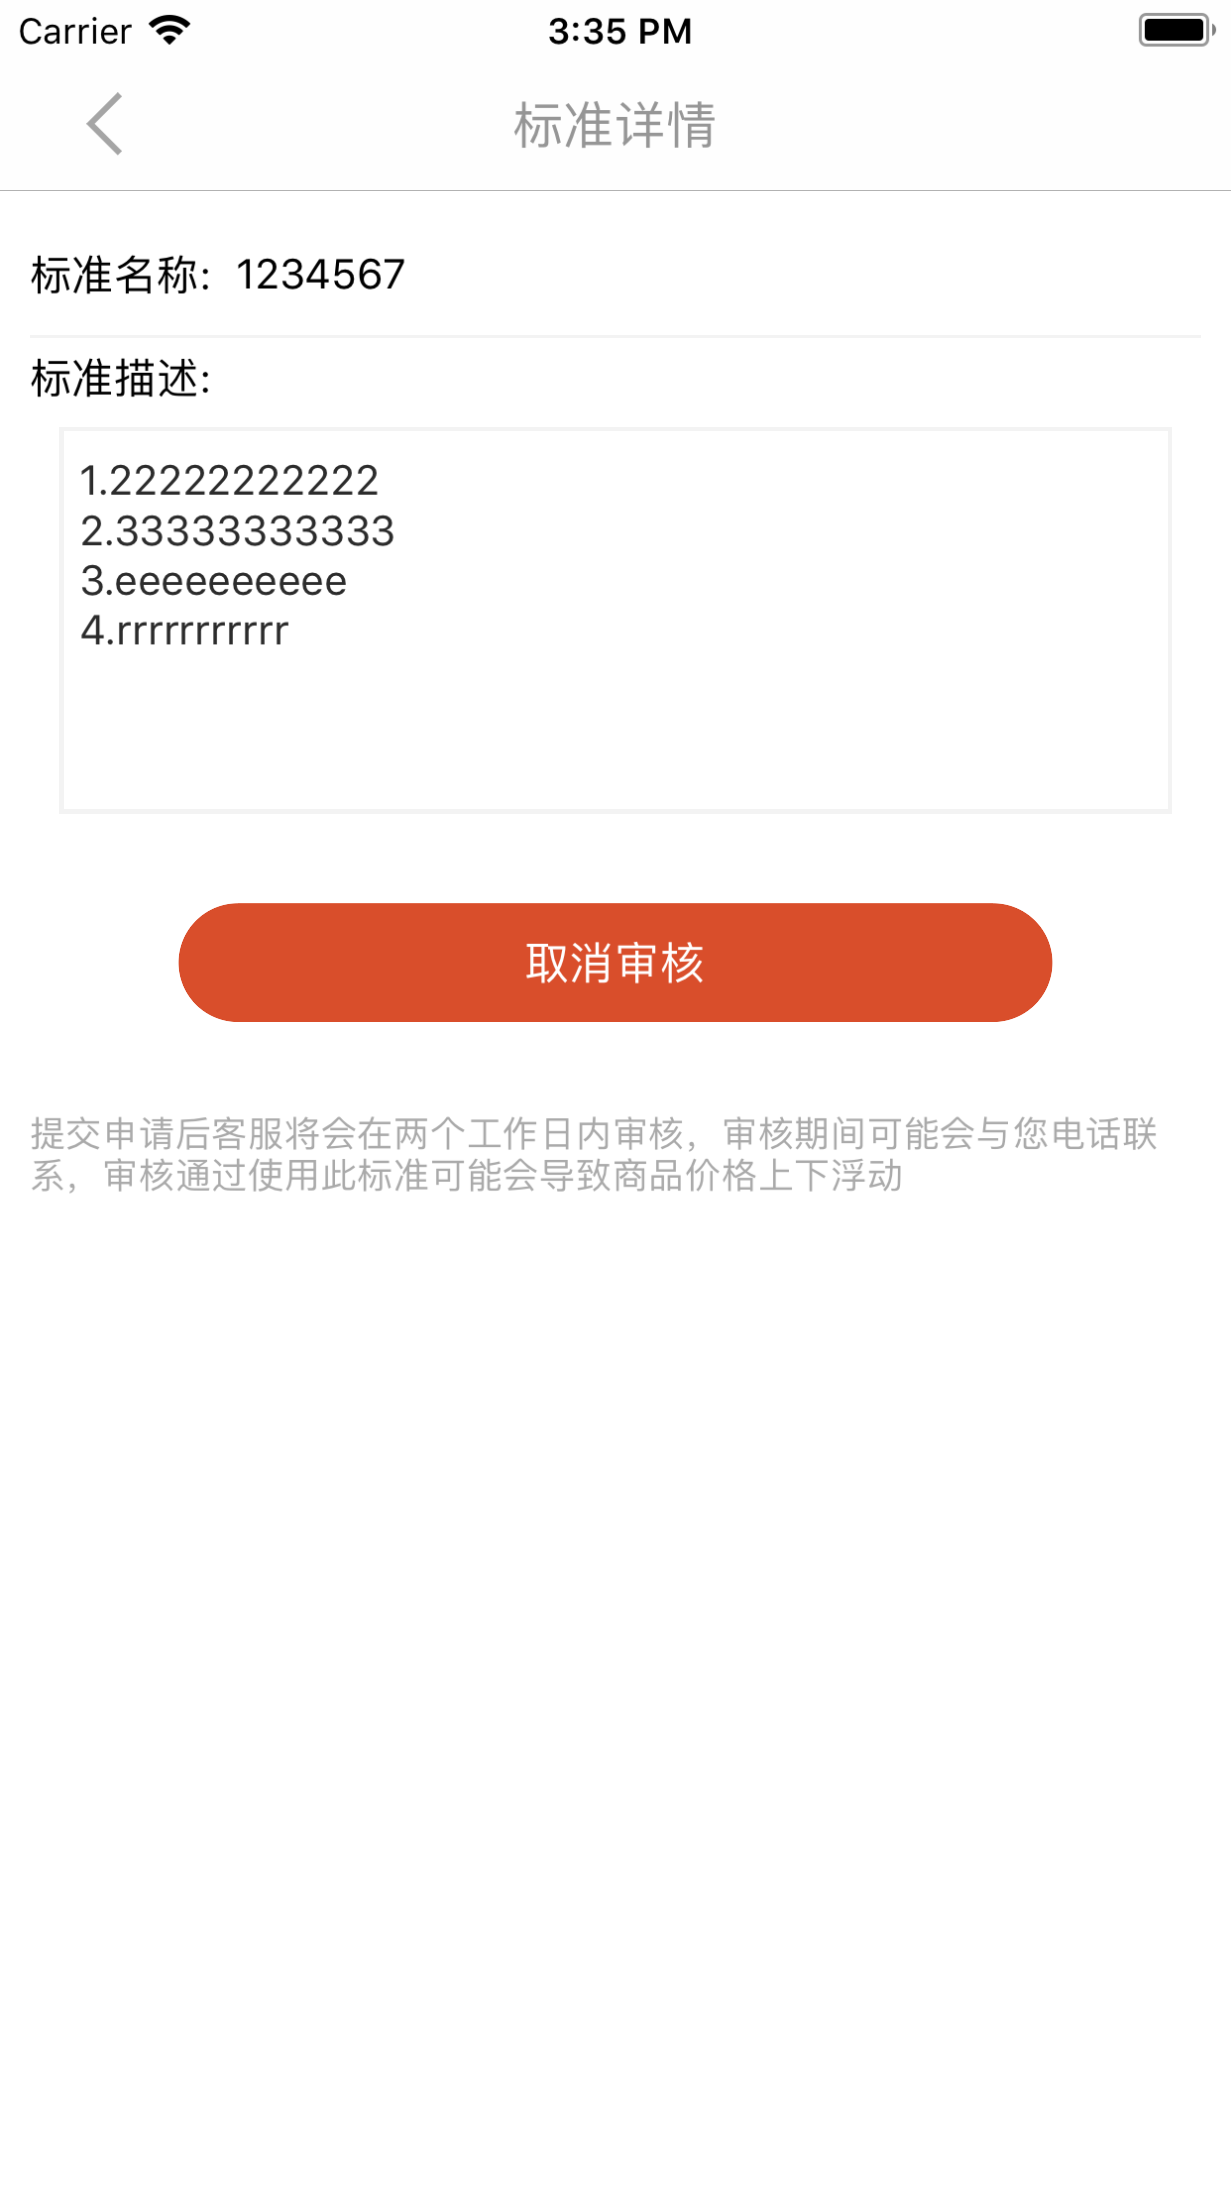 Carrier 3:35 PM
标准详情
标准名称: 1234567
标准描述:
1.22222222222
2.33333333333
3.eeeeeeeeee
4.rrrrrrrrrrr
取消审核
提交申请后客服将会在两个工作日内审核，审核期间可能会与您电话联
系，审核通过使用此标准可能会导致商品价格上下浮动